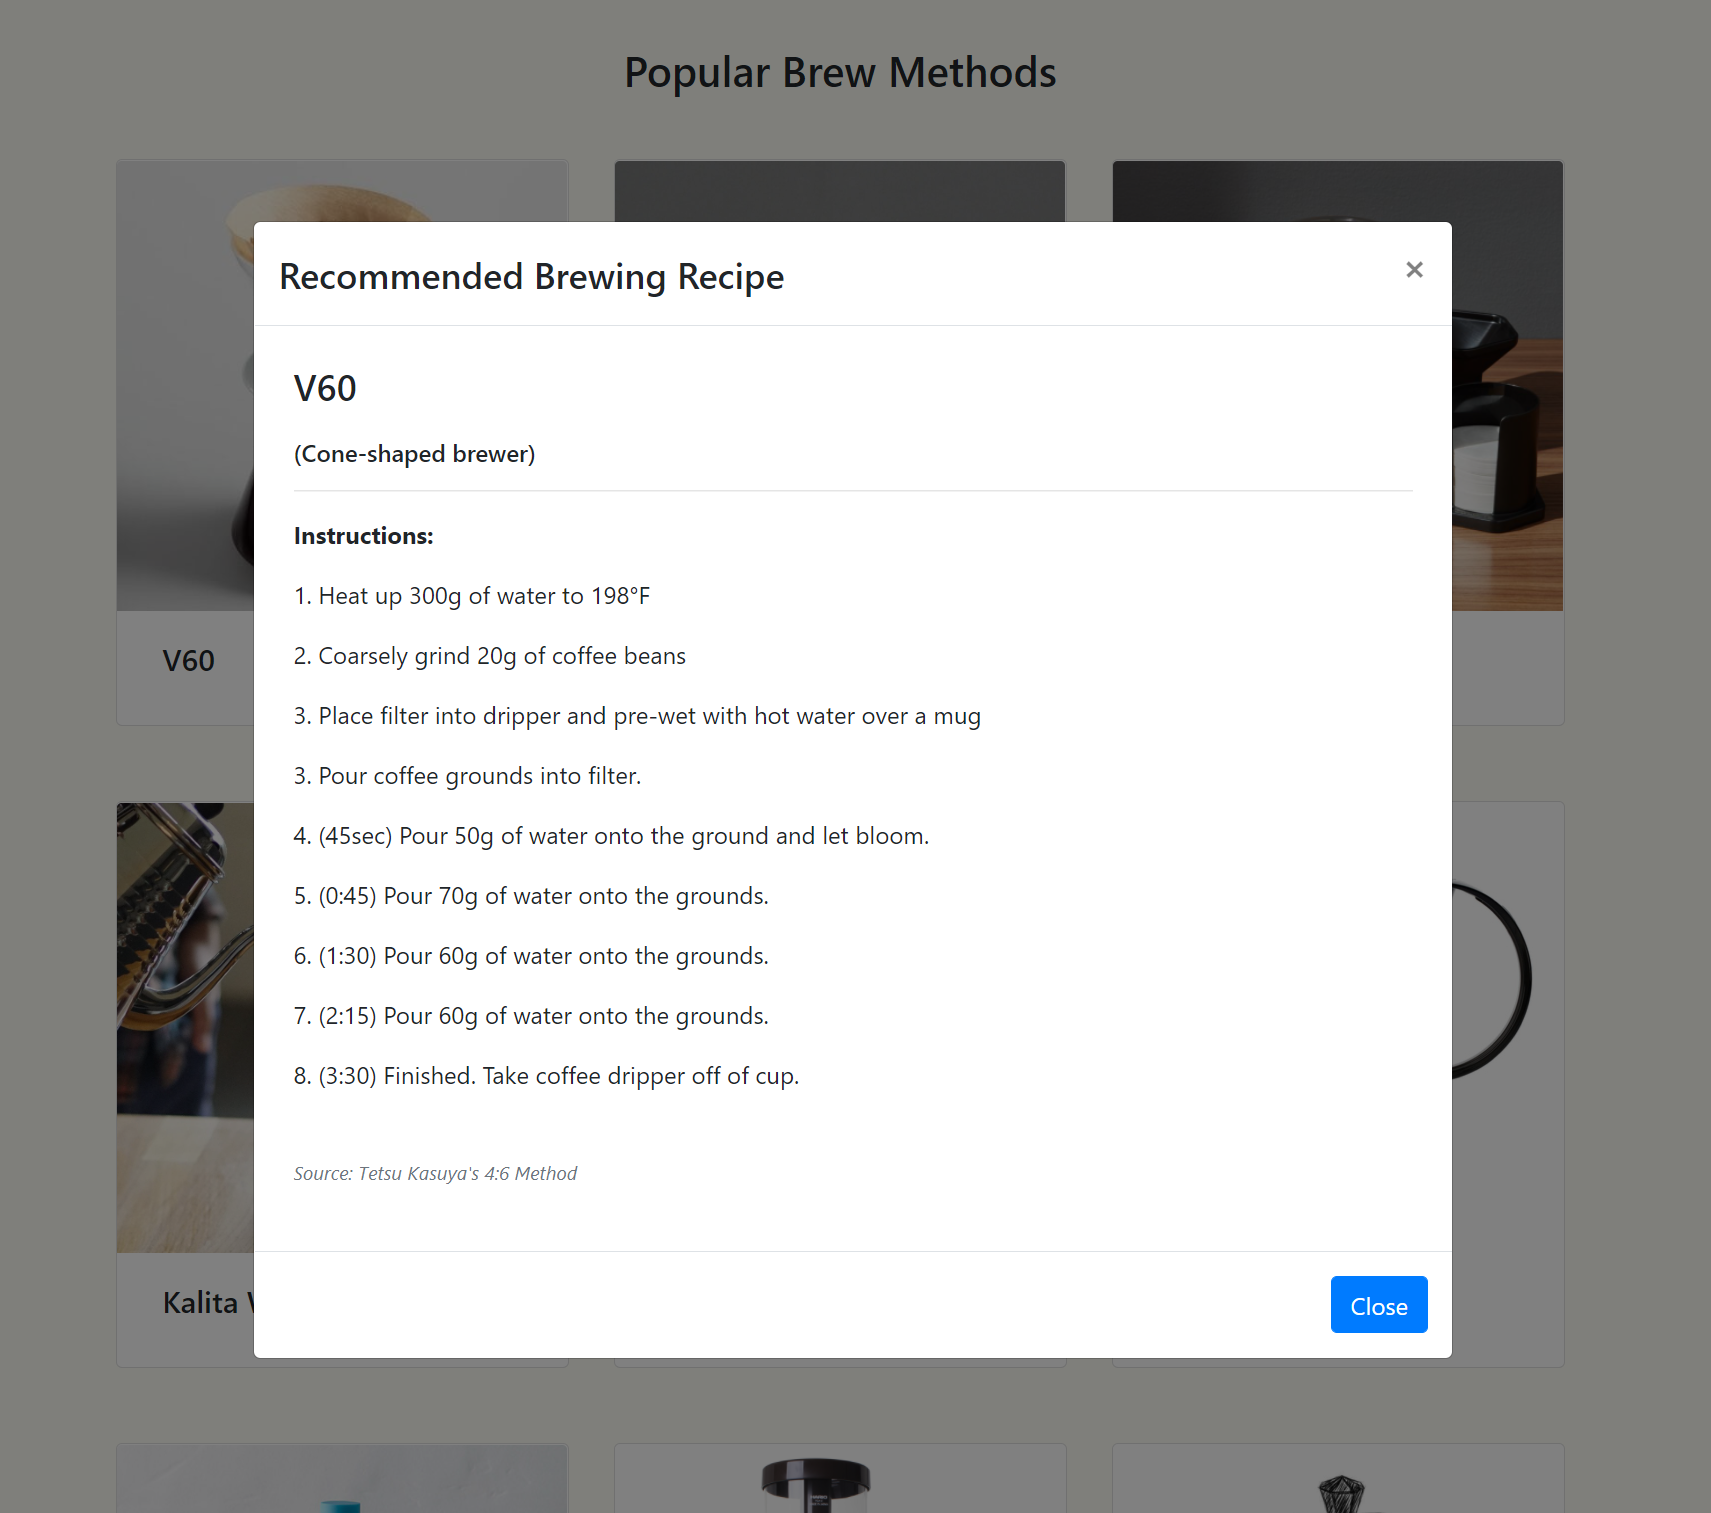 Popular Brew Methods
Recommended Brewing Recipe
×
V60
(Cone-shaped brewer)
Instructions:
1. Heat up 300g of water to 198°F
2. Coarsely grind 20g of coffee beans
3. Place filter into dripper and pre-wet with hot water over a mug
3. Pour coffee grounds into filter.
4. (45sec) Pour 50g of water onto the ground and let bloom.
5. (0:45) Pour 70g of water onto the grounds.
6. (1:30) Pour 60g of water onto the grounds.
7. (2:15) Pour 60g of water onto the grounds.
8. (3:30) Finished. Take coffee dripper off of cup.
Source: Tetsu Kasuya's 4:6 Method
Close
V60
Kalita